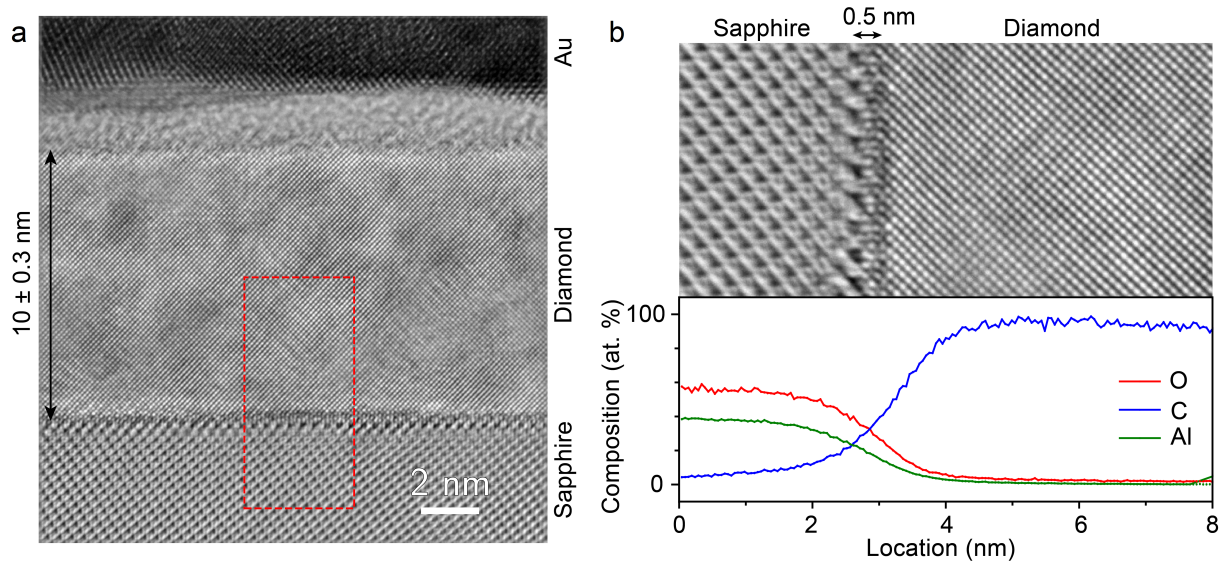 a
Au
10 ± 0.3 nm
Diamond
Sapphire
2 nm
b
Sapphire
0.5 nm
Diamond
Composition (at. %)
100
0
O
C
Al
0 2 4 6 8
Location (nm)